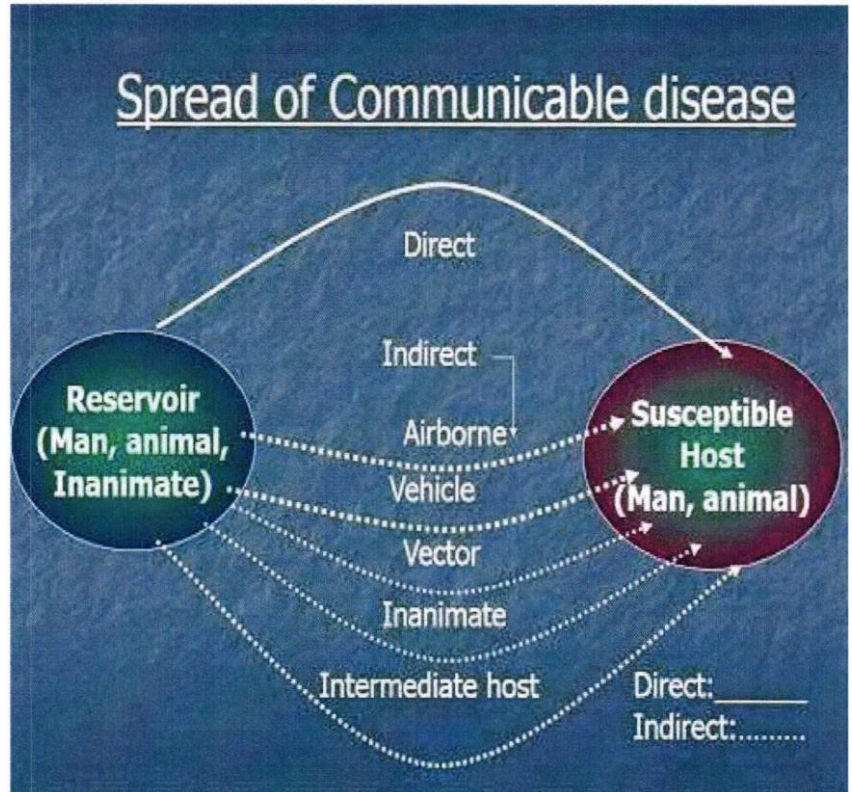 Spread of Communicable disease
Direct
Indirect
Reservoir
(Man, animal,
Inanimate)
Airborne
Vehicle
Vector
Inanimate
Intermediate host
Susceptible
Host
(Man, animal)
Direct:______
Indirect:.........